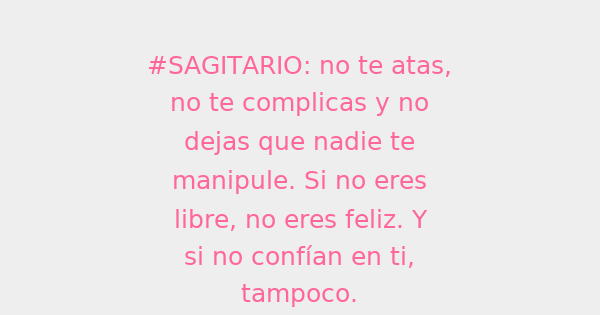 #SAGITARIO: no te atas,
no te complicas y no
dejas que nadie te
manipule. Si no eres
libre, no eres feliz. Y
si no confían en ti,
tampoco.